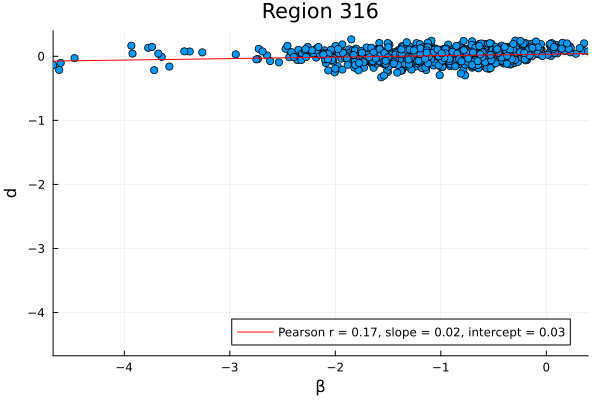 Region 316
0
−1
−2
−3
−4
d
Pearson r = 0.17, slope = 0.02, intercept = 0.03
−4 −3 −2 −1 0
β